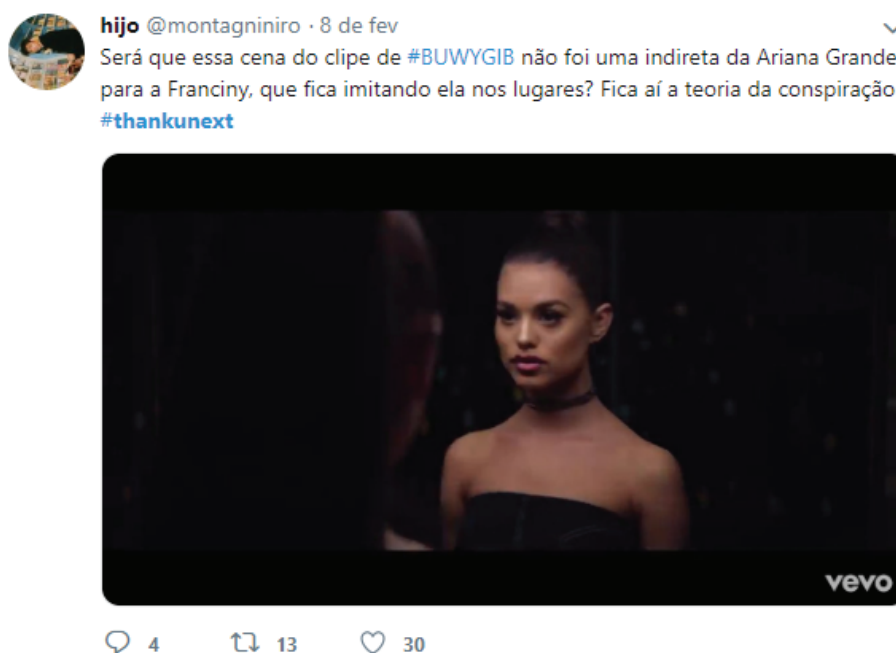 hijo @montagniniro · 8 de fev
Será que essa cena do clipe de #BUWYGIB não foi uma indireta da Ariana Grande
para a Franciny, que fica imitando ela nos lugares? Fica aí a teoria da conspiração
#thankunext
vevo
4 13 30